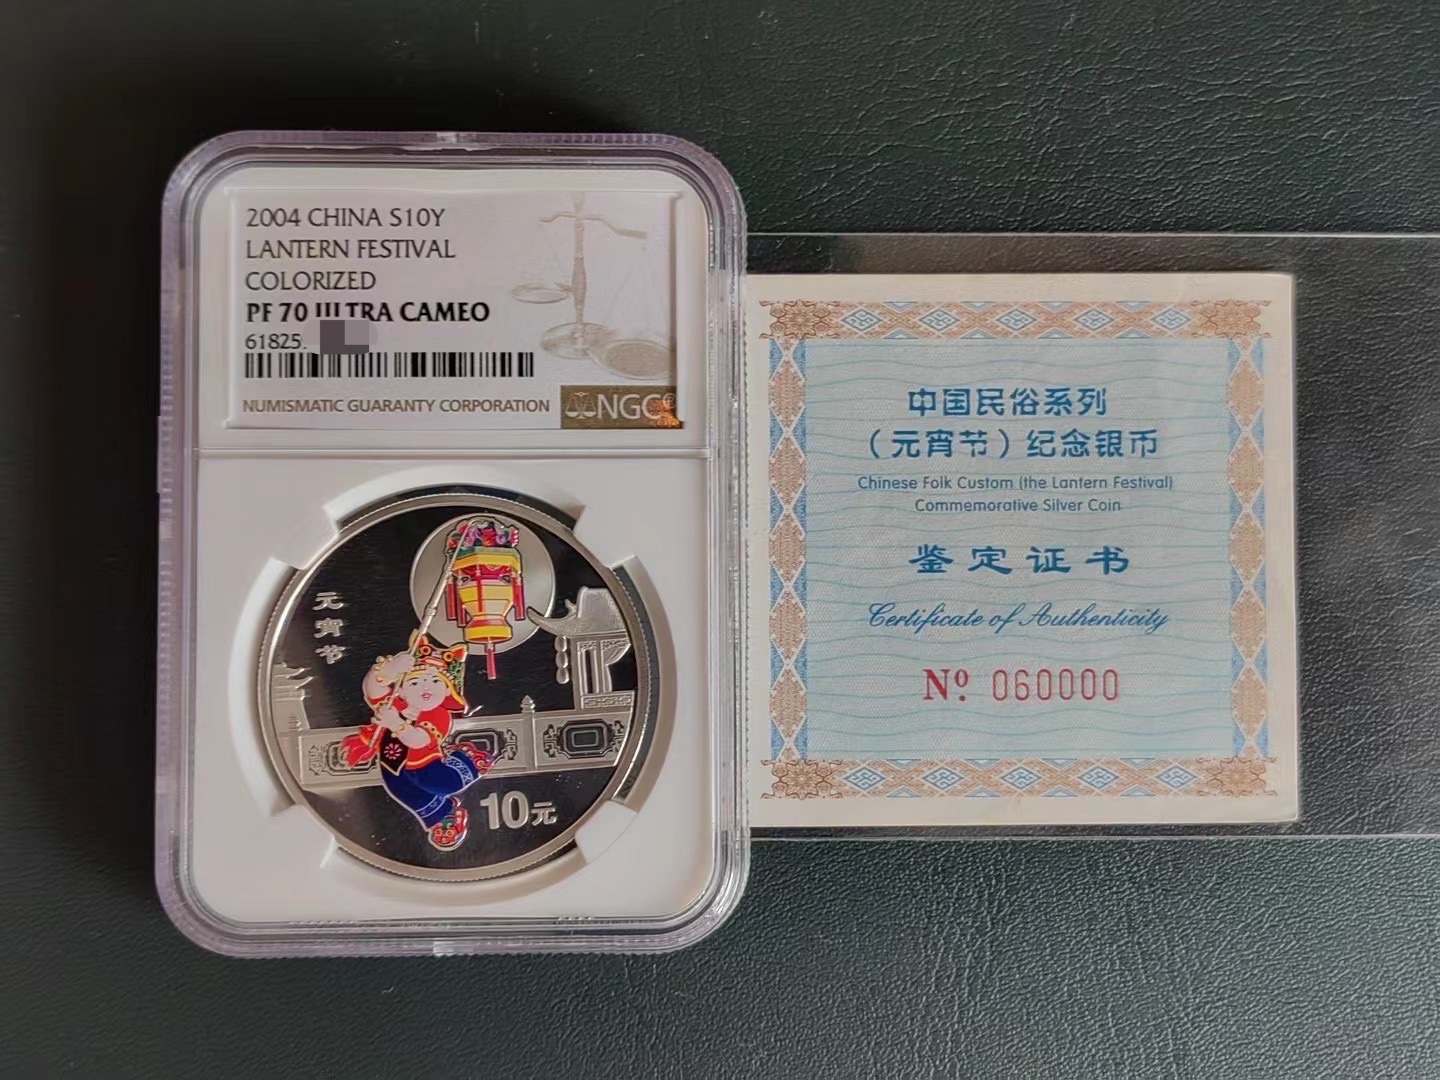 2004 CHINA S10Y
LANTERN FESTIVAL
COLORIZED
PF 70 ULTRA CAMEO
61825
NUMISMATIC GUARANTY CORPORATION
NGC
元宵节
10元
中国民俗系列
（元宵节）纪念银币
Chinese Folk Custom (the Lantern Festival)
Commemorative Silver Coin
鉴定证书
Certificate of Authenticity
Nº. 060000